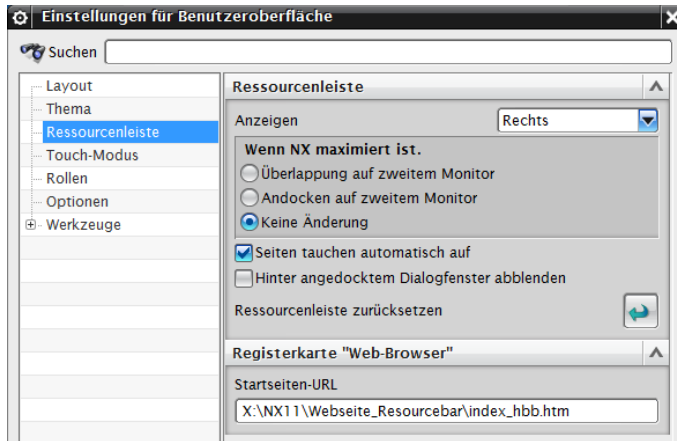 Einstellungen für Benutzeroberfläche
Suchen
Layout
Thema
Ressourcenleiste
Touch-Modus
Rollen
Optionen
Werkzeuge
Ressourcenleiste
Anzeigen Rechts
Wenn NX maximiert ist.
Überlappung auf zweitem Monitor
Andocken auf zweitem Monitor
Keine Änderung
Seiten tauchen automatisch auf
Hinter angedocktem Dialogfenster abblenden
Ressourcenleiste zurücksetzen
Registerkarte "Web-Browser"
Startseiten-URL
X:\NX11\Webseite_Resourcebar\index_hbb.htm